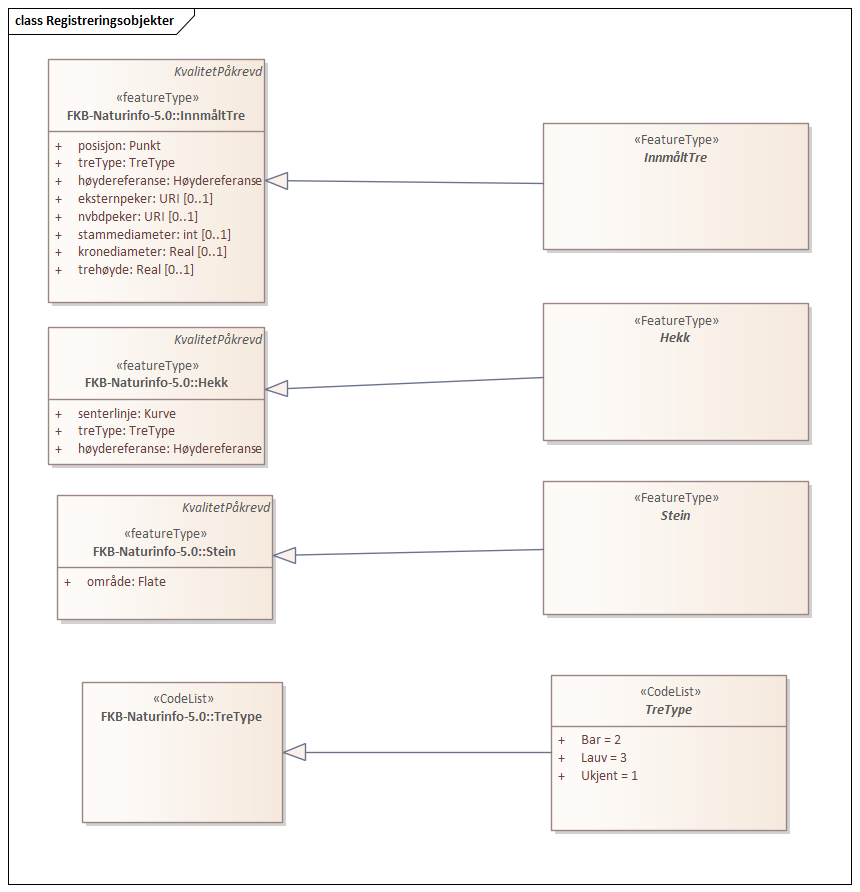 class Registreringsobjekter
KvalitetPåkrevd
«featureType»
FKB-Naturinfo-5.0::InnmåltTre
+ posisjon: Punkt
+ treType: TreType
+ høydereferanse: Høydereferanse
+ eksternpeker: URI [0..1]
+ nvbdpeker: URI [0..1]
+ stammediameter: int [0..1]
+ kronediameter: Real [0..1]
+ trehøyde: Real [0..1]
«FeatureType»
InnmåltTre
KvalitetPåkrevd
«featureType»
FKB-Naturinfo-5.0::Hekk
+ senterlinje: Kurve
+ treType: TreType
+ høydereferanse: Høydereferanse
«FeatureType»
Hekk
KvalitetPåkrevd
«featureType»
FKB-Naturinfo-5.0::Stein
+ område: Flate
«FeatureType»
Stein
«CodeList»
FKB-Naturinfo-5.0::TreType
«CodeList»
TreType
+ Bar = 2
+ Lauv = 3
+ Ukjent = 1